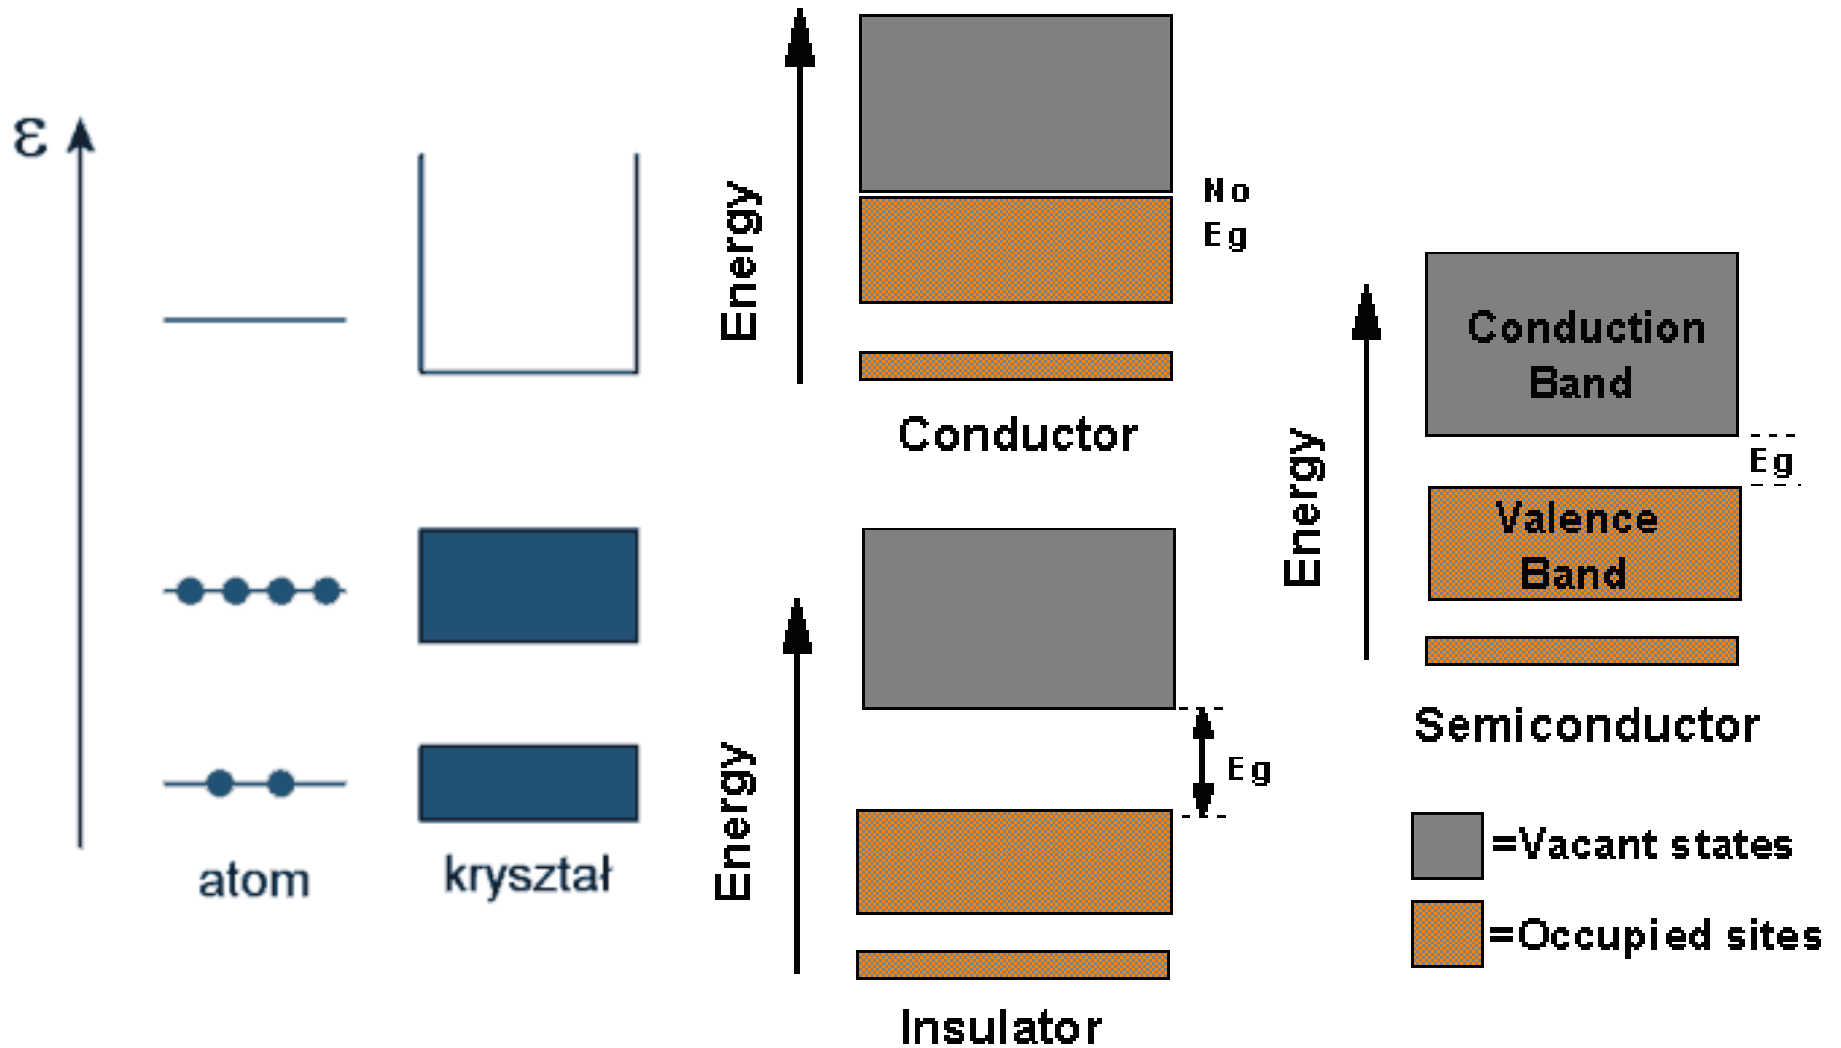 ε
atom
kryształ
Energy
No
Eg
Conductor
Energy
Eg
Insulator
Energy
Conduction
Band
Eg
Valence
Band
Semiconductor
=Vacant states
=Occupied sites